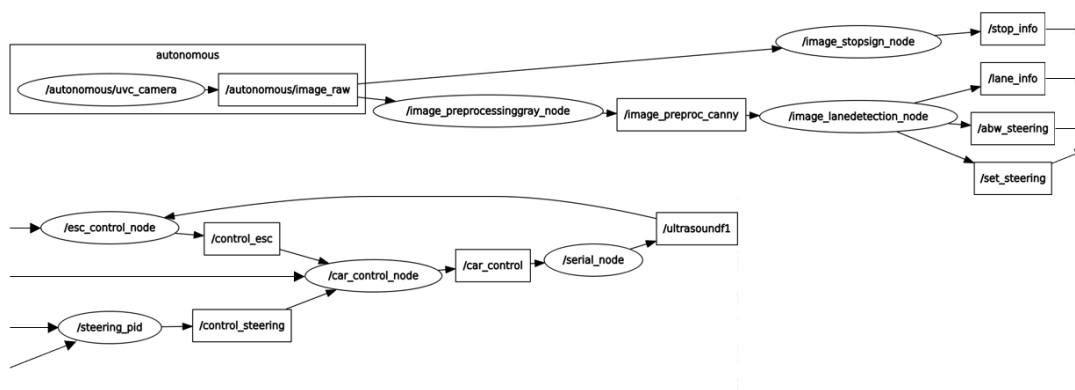 autonomous
/autonomous/uvc_camera
/autonomous/image_raw
/image_preprocessinggray_node
/image_preproc_canny
/image_stopsign_node
/image_lanedetection_node
/stop_info
/lane_info
/abw_steering
/set_steering
/esc_control_node
/control_esc
/car_control_node
/car_control
/serial_node
/ultrasoundf1
/steering_pid
/control_steering